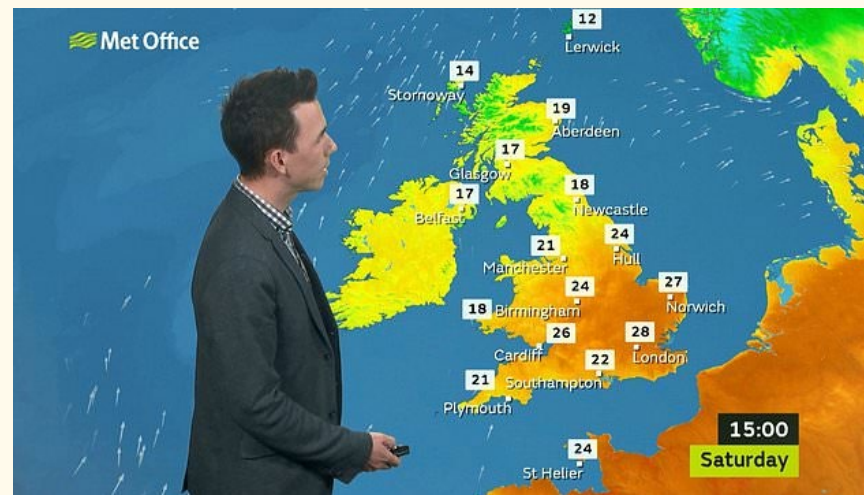 Met Office
12
Lerwick
14
Stornoway
19
Aberdeen
17
Glasgow
17
Belfast
18
Newcastle
24
Hull
21
Manchester
24
Birmingham
27
Norwich
18
26
Cardiff
28
London
22
Southampton
21
Plymouth
24
St Helier
15:00
Saturday